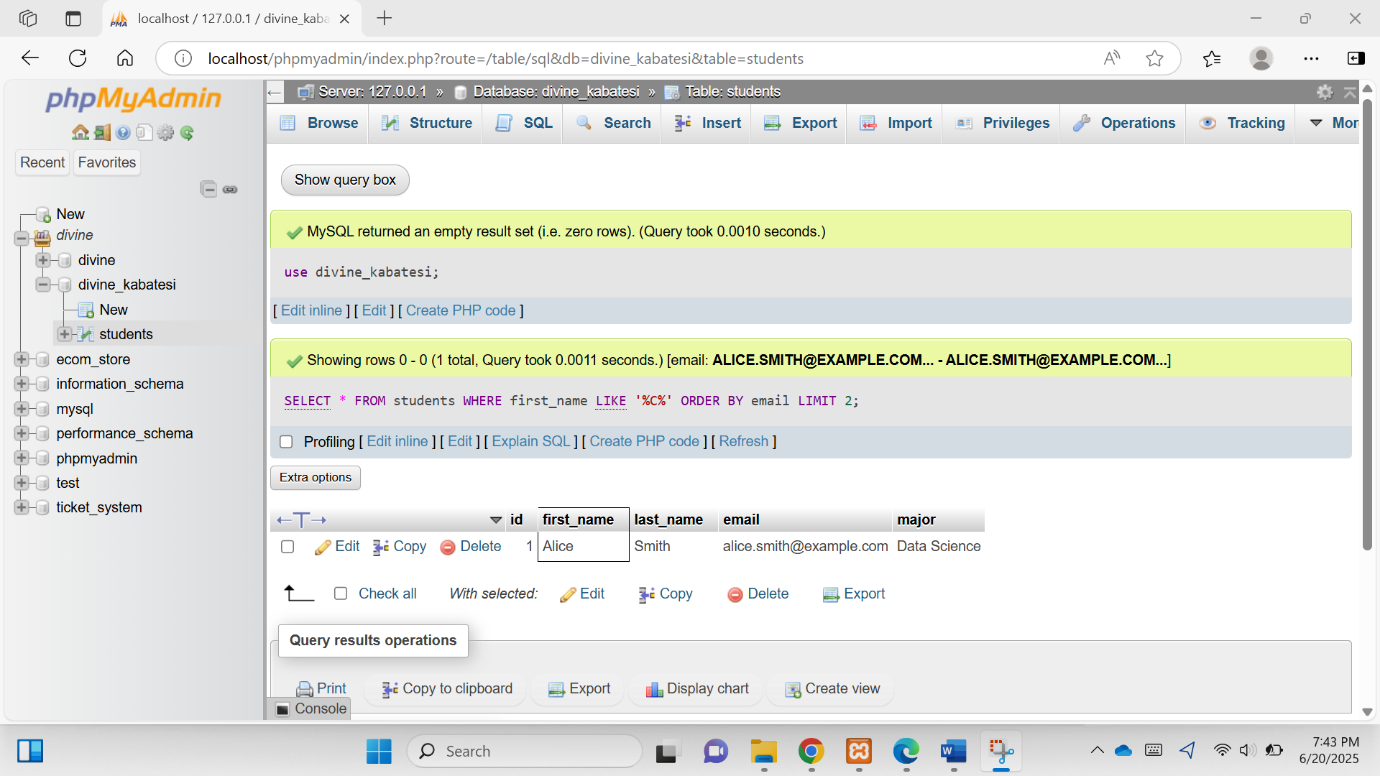 localhost / 127.0.0.1 / divine_kaba
localhost/phpmyadmin/index.php?route=/table/sql&db=divine_kabatesi&table=students
phpMyAdmin
Recent Favorites
New
divine
divine
divine_kabatesi
New
students
ecom_store
information_schema
mysql
performance_schema
phpmyadmin
test
ticket_system
Server: 127.0.0.1 » Database: divine_kabatesi » Table: students
Browse Structure SQL Search Insert Export Import Privileges Operations Tracking Mor
Show query box
MySQL returned an empty result set (i.e. zero rows). (Query took 0.0010 seconds.)
use divine_kabatesi;
[ Edit inline ] [ Edit ] [ Create PHP code ]
Showing rows 0 - 0 (1 total, Query took 0.0011 seconds.) [email: ALICE.SMITH@EXAMPLE.COM... - ALICE.SMITH@EXAMPLE.COM...]
SELECT * FROM students WHERE first_name LIKE '%C%' ORDER BY email LIMIT 2;
Profiling [ Edit inline ] [ Edit ] [ Explain SQL ] [ Create PHP code ] [ Refresh ]
Extra options
id first_name last_name email major
Edit Copy Delete 1 Alice Smith alice.smith@example.com Data Science
Check all With selected: Edit Copy Delete Export
Query results operations
Print Copy to clipboard Export Display chart Create view
Console
Search
7:43 PM
6/20/2025